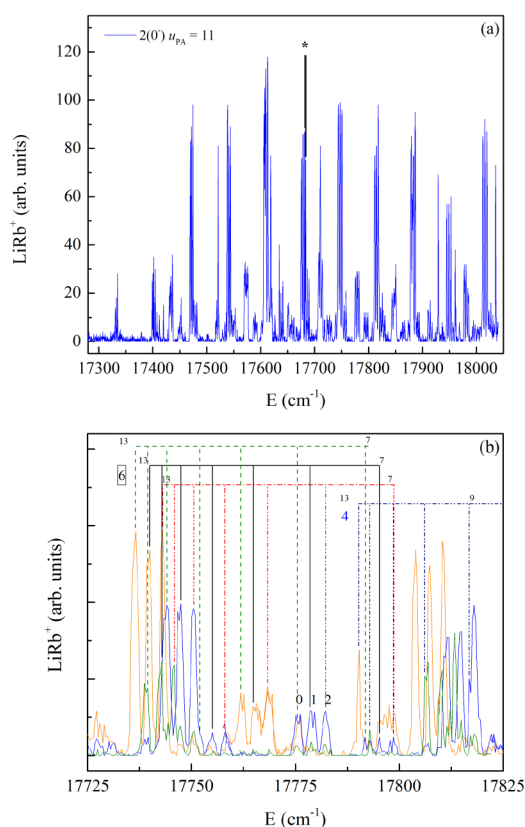 (a)
2(0⁻) υPA = 11
*
120
100
80
60
40
20
0
LiRb⁺ (arb. units)
17300 17400 17500 17600 17700 17800 17900 18000
E (cm⁻¹)
(b)
13 7
13
6
13 7
7
13 9
4
0 1 2
LiRb⁺ (arb. units)
17725 17750 17775 17800 17825
E (cm⁻¹)